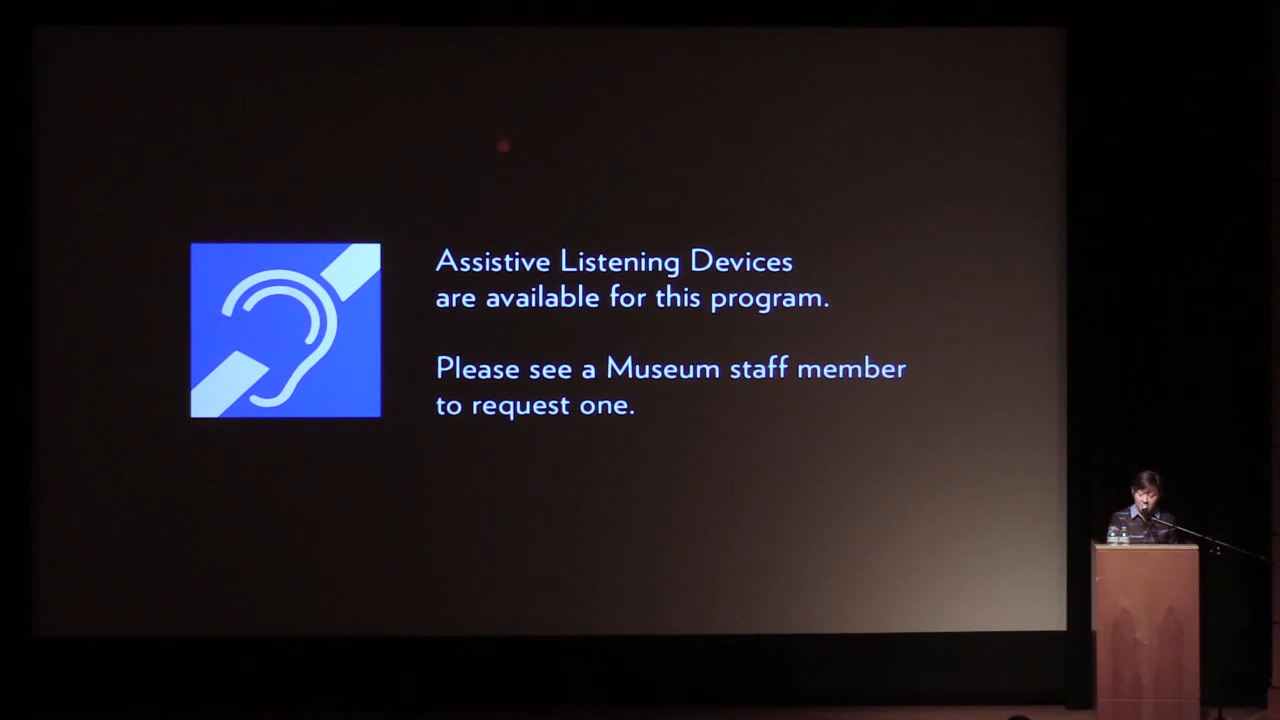 Assistive Listening Devices
are available for this program.
Please see a Museum staff member
to request one.